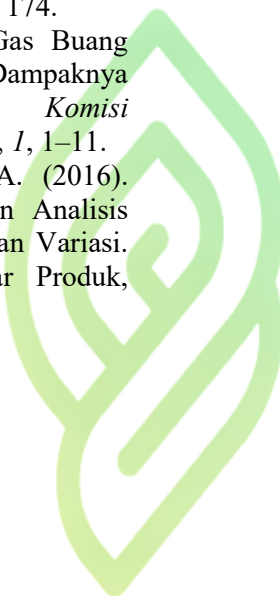 174.
Gas Buang
Dampaknya
Komisi
, 1, 1–11.
A. (2016).
n Analisis
an Variasi.
ar Produk,